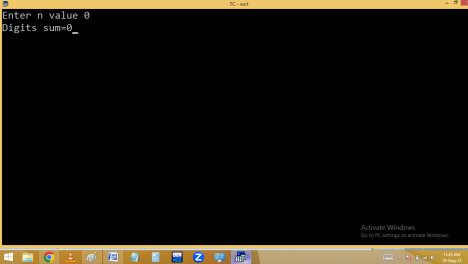 TC - exit
Enter n value 0
Digits sum=0_
Activate Windows
Go to PC settings to activate Windows.